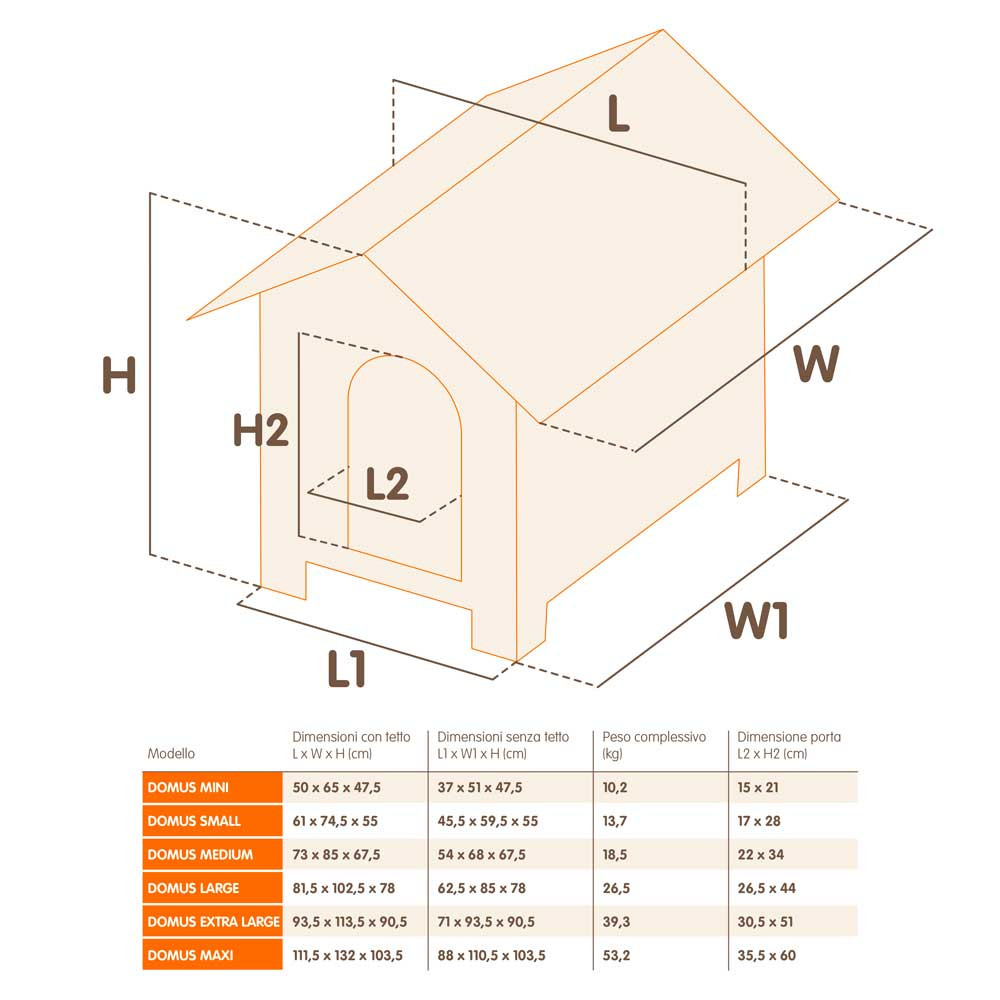 L
H
W
H2
L2
W1
L1
Modello
Dimensioni con tetto
L x W x H (cm)
Dimensioni senza tetto
L1 x W1 x H (cm)
Peso complessivo
(kg)
Dimensione porta
L2 x H2 (cm)
DOMUS MINI 50 x 65 x 47,5 37 x 51 x 47,5 10,2 15 x 21
DOMUS SMALL 61 x 74,5 x 55 45,5 x 59,5 x 55 13,7 17 x 28
DOMUS MEDIUM 73 x 85 x 67,5 54 x 68 x 67,5 18,5 22 x 34
DOMUS LARGE 81,5 x 102,5 x 78 62,5 x 85 x 78 26,5 26,5 x 44
DOMUS EXTRA LARGE 93,5 x 113,5 x 90,5 71 x 93,5 x 90,5 39,3 30,5 x 51
DOMUS MAXI 111,5 x 132 x 103,5 88 x 110,5 x 103,5 53,2 35,5 x 60